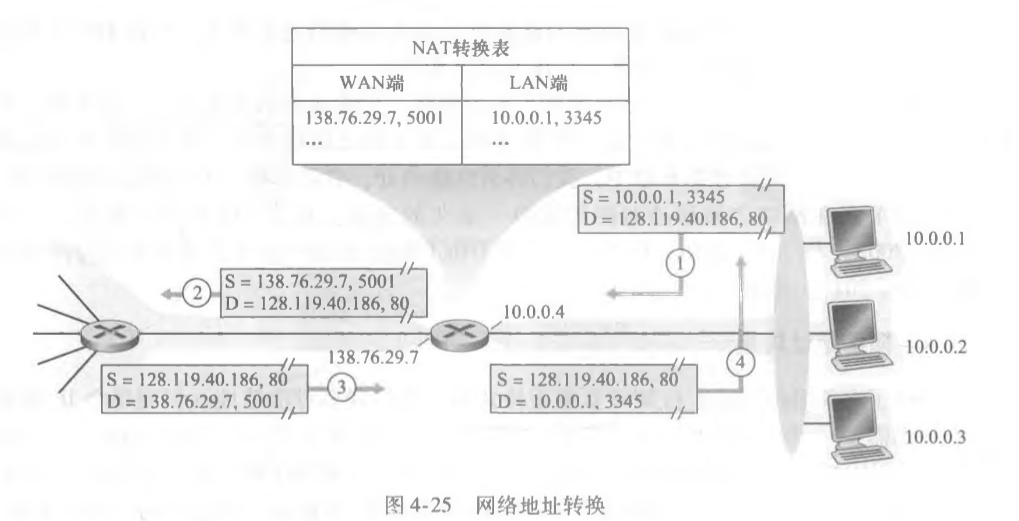 NAT转换表
WAN端 LAN端
138.76.29.7, 5001 10.0.0.1, 3345
… …
S = 10.0.0.1, 3345
D = 128.119.40.186, 80
10.0.0.1
①
S = 138.76.29.7, 5001
D = 128.119.40.186, 80
②
10.0.0.4
10.0.0.2
138.76.29.7
④
S = 128.119.40.186, 80
D = 138.76.29.7, 5001
③
S = 128.119.40.186, 80
D = 10.0.0.1, 3345
10.0.0.3
图 4-25 网络地址转换